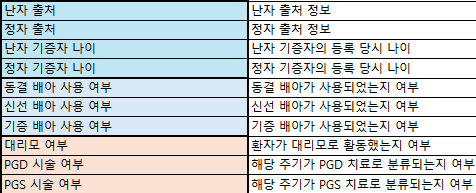 난자 출처 난자 출처 정보
정자 출처 정자 출처 정보
난자 기증자 나이 난자 기증자의 등록 당시 나이
정자 기증자 나이 정자 기증자의 등록 당시 나이
동결 배아 사용 여부 동결 배아가 사용되었는지 여부
신선 배아 사용 여부 신선 배아가 사용되었는지 여부
기증 배아 사용 여부 기증 배아가 사용되었는지 여부
대리모 여부 환자가 대리모로 활동했는지 여부
PGD 시술 여부 해당 주기가 PGD 치료로 분류되는지 여부
PGS 시술 여부 해당 주기가 PGS 치료로 분류되는지 여부